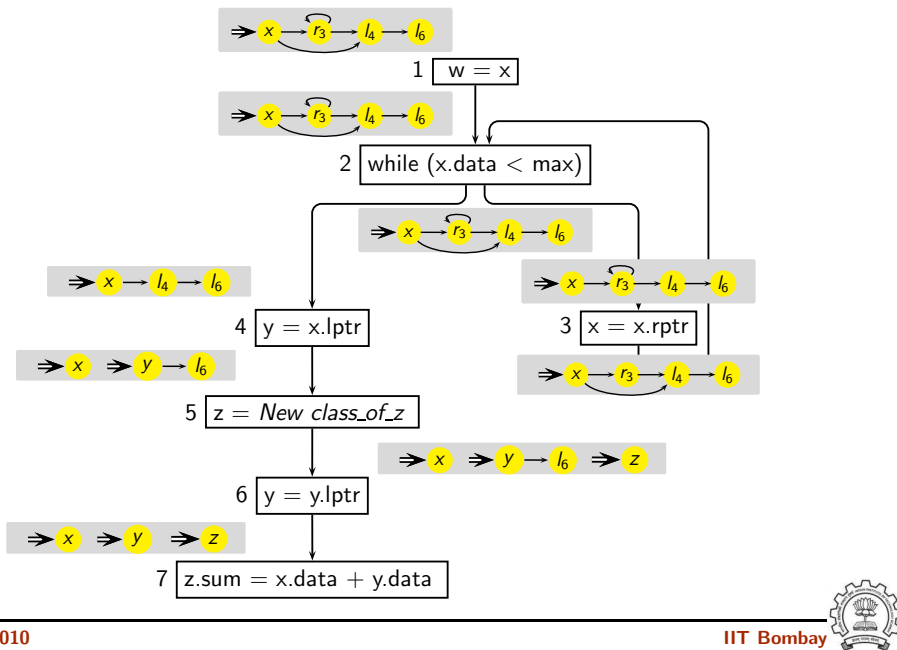 x r3 l4 l6
1 w = x
x r3 l4 l6
2 while (x.data < max)
x r3 l4 l6
x l4 l6
x r3 l4 l6
4 y = x.lptr
3 x = x.rptr
x y l6
x r3 l4 l6
5 z = New class_of_z
x y l6 z
6 y = y.lptr
x y z
7 z.sum = x.data + y.data
010 IIT Bombay